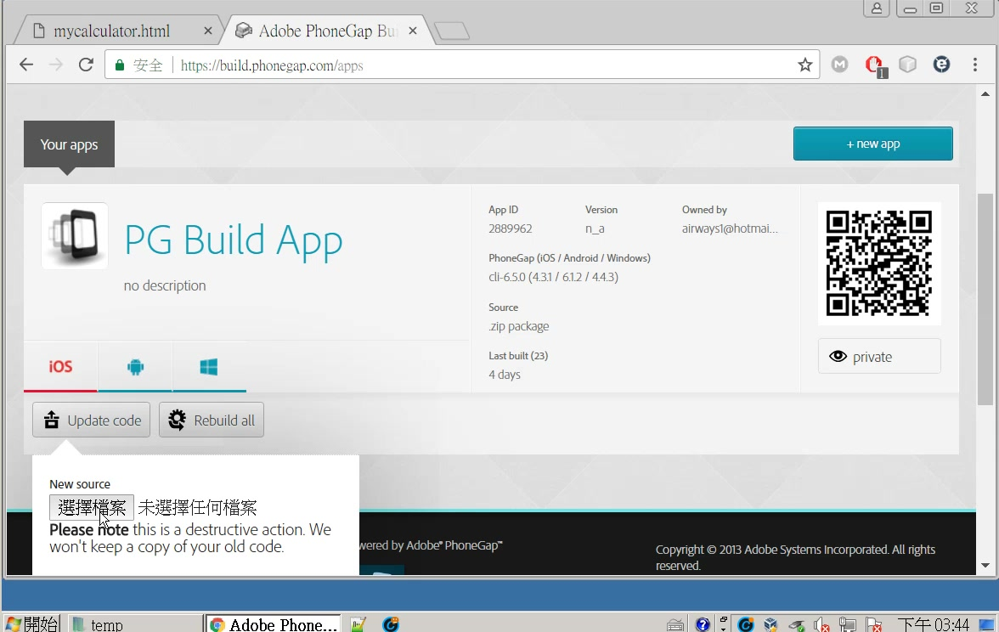 mycalculator.html
Adobe PhoneGap Bui
安全
https://build.phonegap.com/apps
1
Your apps
+ new app
PG Build App
no description
App ID
Version
Owned by
2889962
n_a
airways1@hotmai...
PhoneGap (iOS / Android / Windows)
cli-6.5.0 (4.3.1 / 6.1.2 / 4.4.3)
Source
.zip package
Last built (23)
4 days
private
iOS
Update code
Rebuild all
New source
選擇檔案 未選擇任何檔案
Please note this is a destructive action. We
won't keep a copy of your old code.
wered by Adobe® PhoneGap™
Copyright © 2013 Adobe Systems Incorporated. All rights
reserved.
開始
temp
Adobe Phone...
下午 03:44